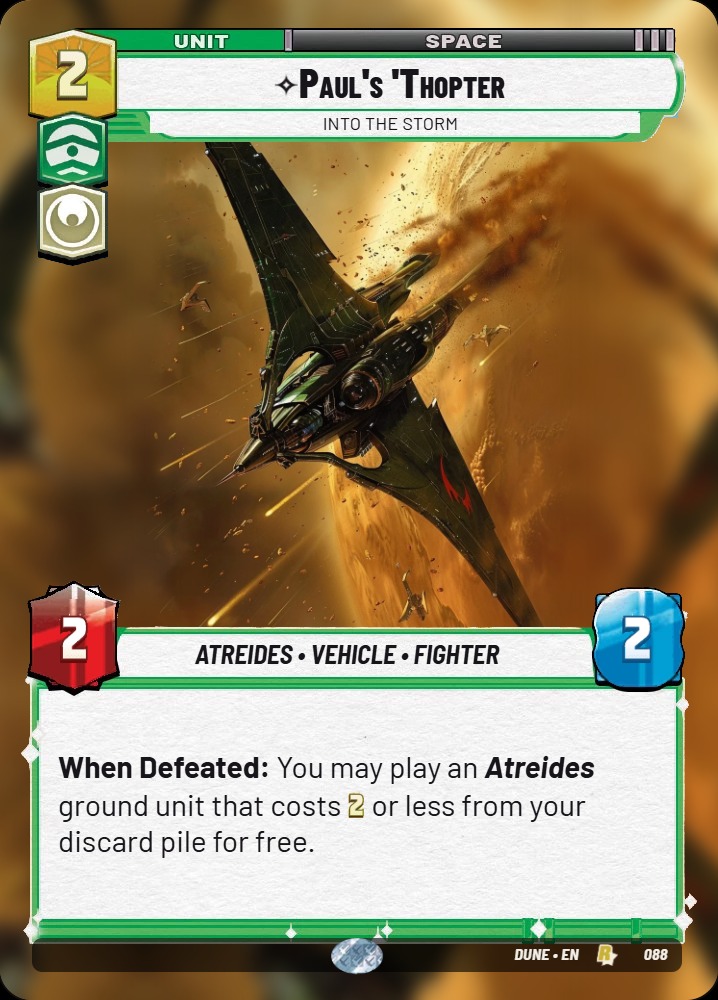 UNIT SPACE
2
✧PAUL'S 'THOPTER
INTO THE STORM
2
ATREIDES • VEHICLE • FIGHTER
2
When Defeated: You may play an Atreides
ground unit that costs 2 or less from your
discard pile for free.
DUNE • EN R 088